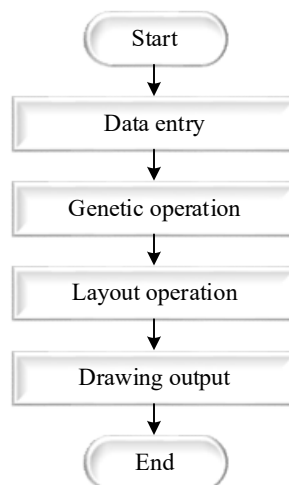 Start
Data entry
Genetic operation
Layout operation
Drawing output
End